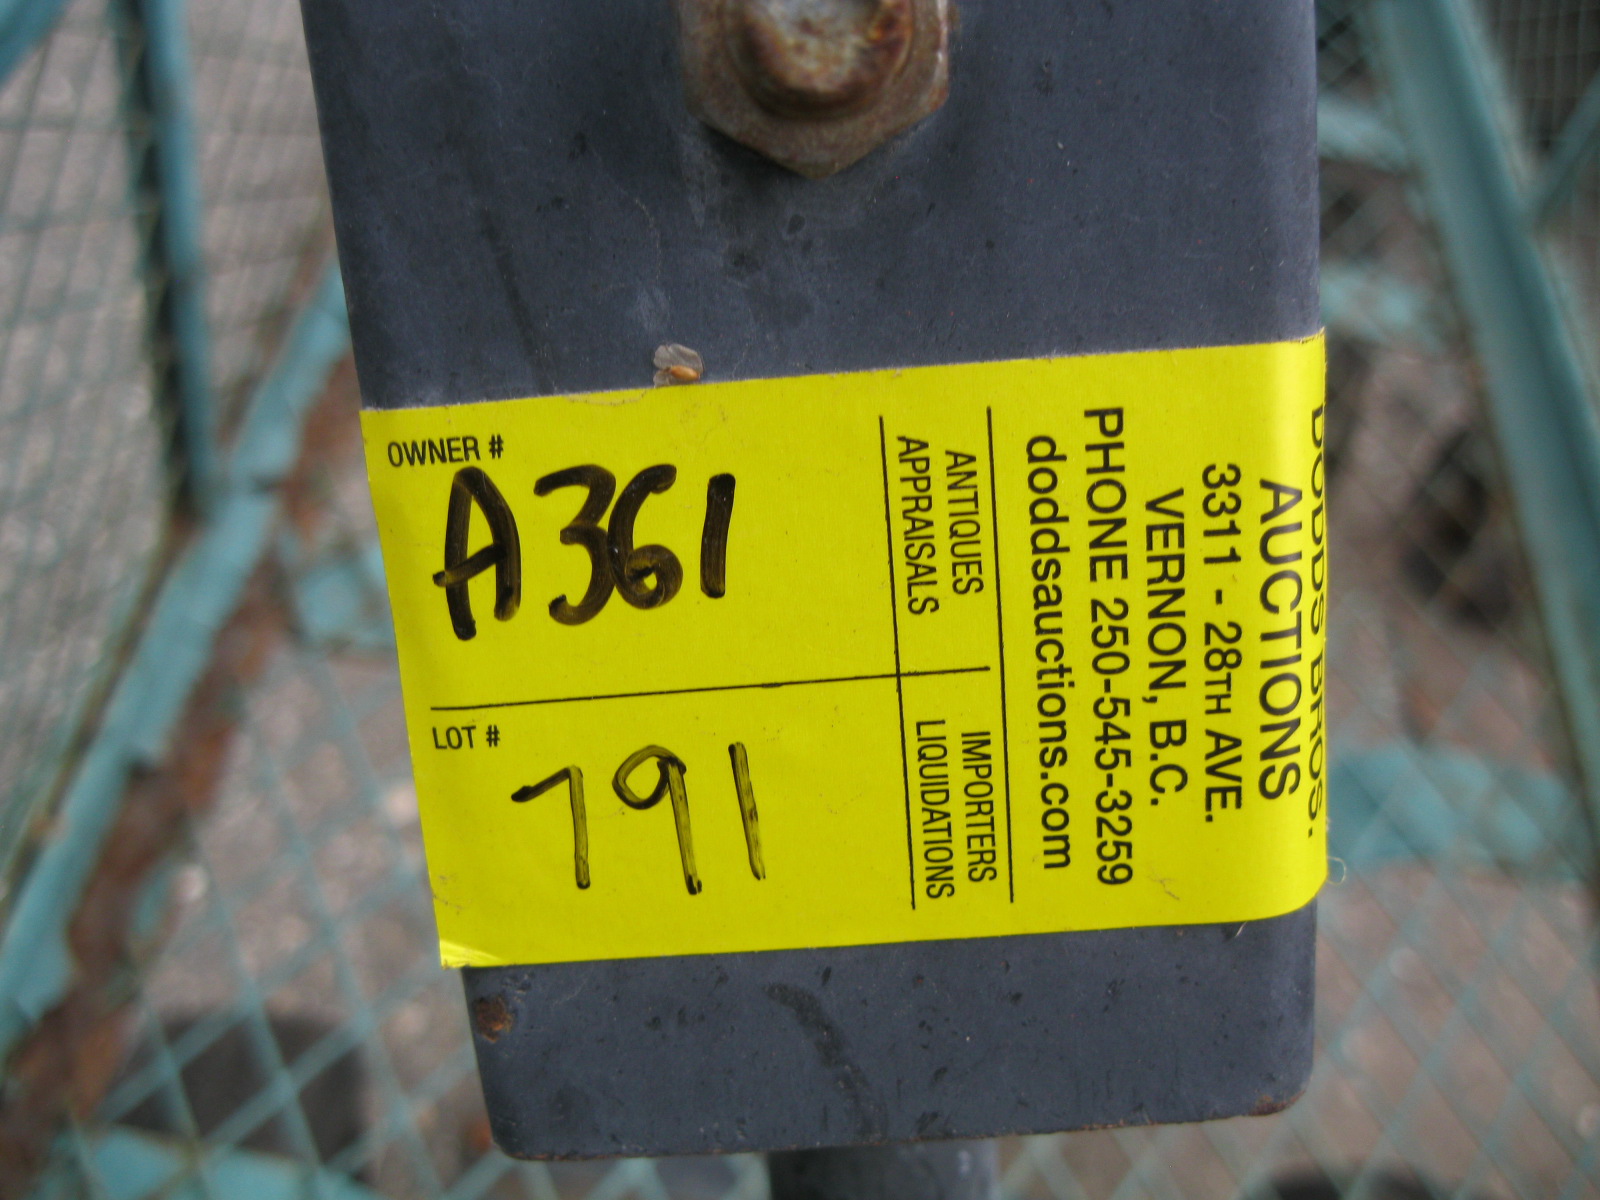 OWNER #
A361
LOT #
791
DODDS BROS.
AUCTIONS
3311 - 28TH AVE.
VERNON, B.C.
PHONE 250-545-3259
doddsauctions.com
ANTIQUES
APPRAISALS
IMPORTERS
LIQUIDATIONS